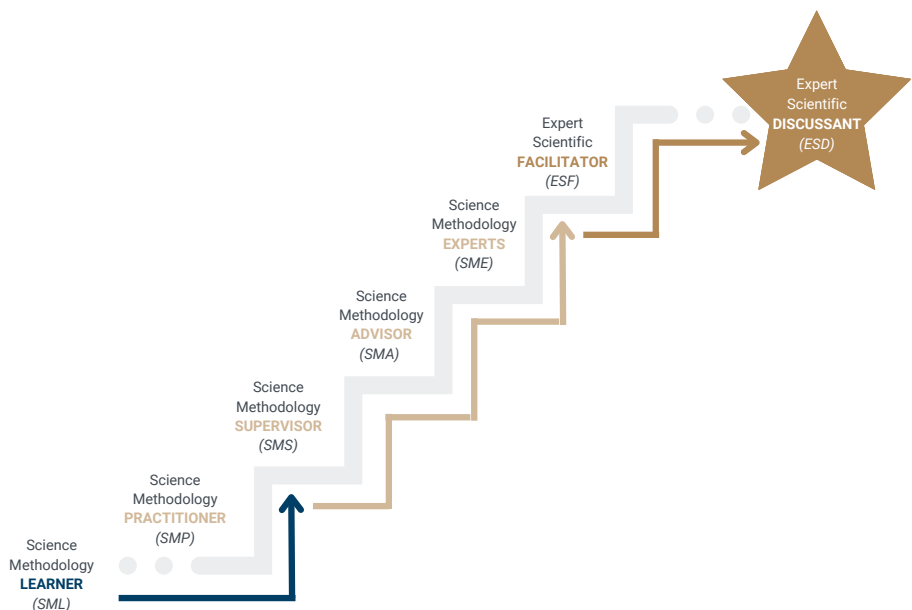 Expert
Scientific
DISCUSSANT
(ESD)
Expert
Scientific
FACILITATOR
(ESF)
Science
Methodology
EXPERTS
(SME)
Science
Methodology
ADVISOR
(SMA)
Science
Methodology
SUPERVISOR
(SMS)
Science
Methodology
PRACTITIONER
(SMP)
Science
Methodology
LEARNER
(SML)